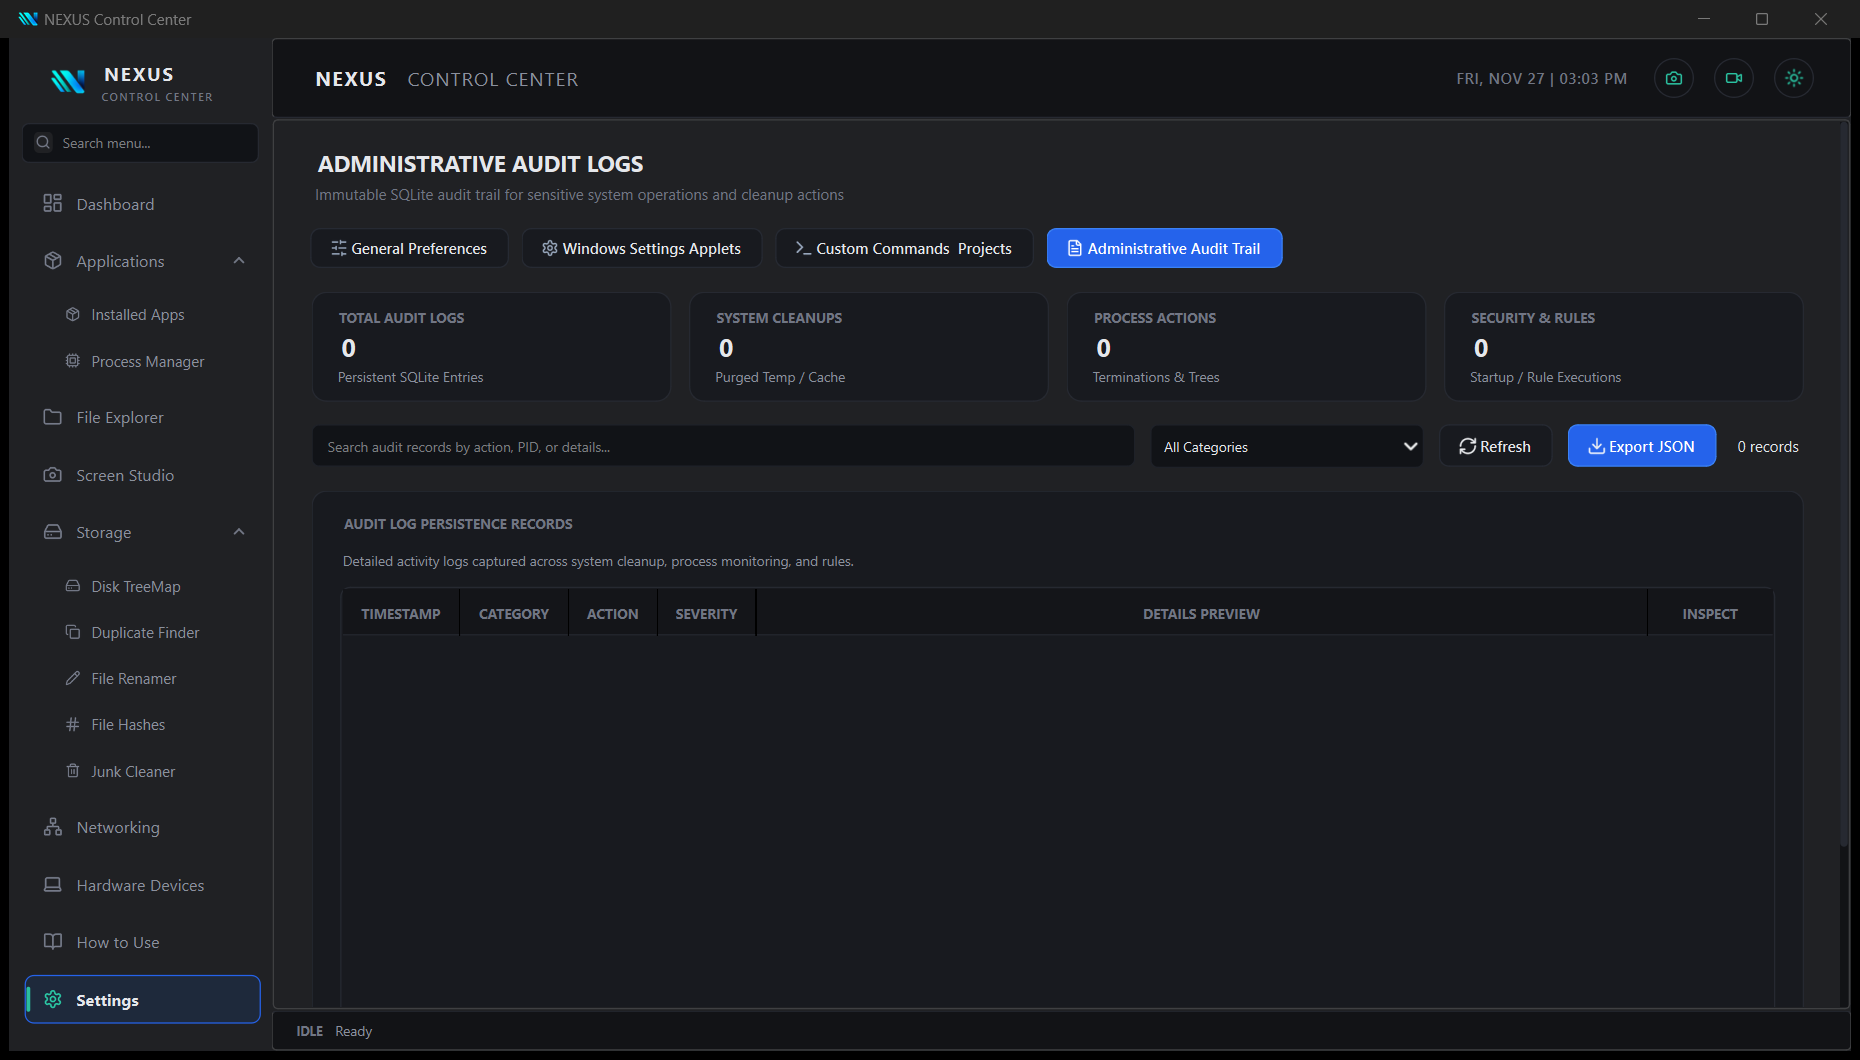 NEXUS Control Center
NEXUS
CONTROL CENTER
Search menu...
Dashboard
Applications
Installed Apps
Process Manager
File Explorer
Screen Studio
Storage
Disk TreeMap
Duplicate Finder
File Renamer
File Hashes
Junk Cleaner
Networking
Hardware Devices
How to Use
Settings
NEXUS CONTROL CENTER
FRI, NOV 27 | 03:03 PM
ADMINISTRATIVE AUDIT LOGS
Immutable SQLite audit trail for sensitive system operations and cleanup actions
General Preferences
Windows Settings Applets
Custom Commands Projects
Administrative Audit Trail
TOTAL AUDIT LOGS
0
Persistent SQLite Entries
SYSTEM CLEANUPS
0
Purged Temp / Cache
PROCESS ACTIONS
0
Terminations & Trees
SECURITY & RULES
0
Startup / Rule Executions
Search audit records by action, PID, or details...
All Categories
Refresh
Export JSON
0 records
AUDIT LOG PERSISTENCE RECORDS
Detailed activity logs captured across system cleanup, process monitoring, and rules.
TIMESTAMP CATEGORY ACTION SEVERITY DETAILS PREVIEW INSPECT
IDLE Ready